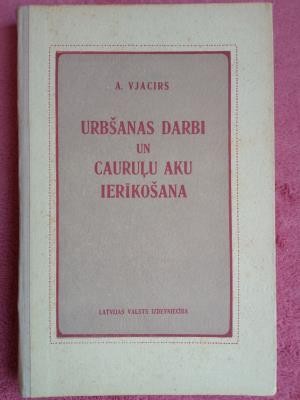 A. VJACIRS
URBŠANAS DARBI
UN
CAURUĻU AKU
IERĪKOŠANA
LATVIJAS VALSTS IZDEVNIECĪBA